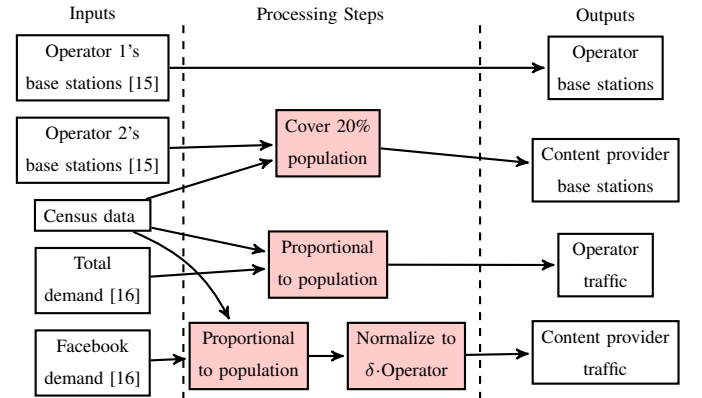 Inputs
Processing Steps
Outputs
Operator 1's
base stations [15]
Operator
base stations
Operator 2's
base stations [15]
Cover 20%
population
Content provider
base stations
Census data
Total
demand [16]
Proportional
to population
Operator
traffic
Facebook
demand [16]
Proportional
to population
Normalize to
δ·Operator
Content provider
traffic